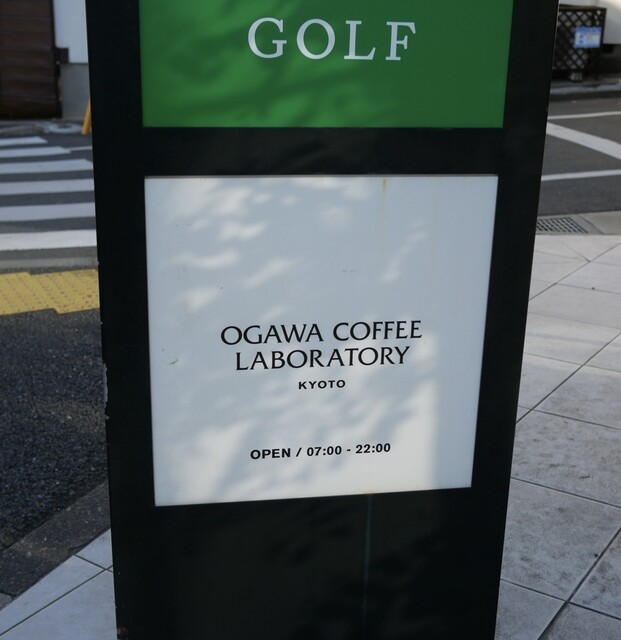 GOLF
OGAWA COFFEE
LABORATORY
KYOTO
OPEN / 07:00 - 22:00